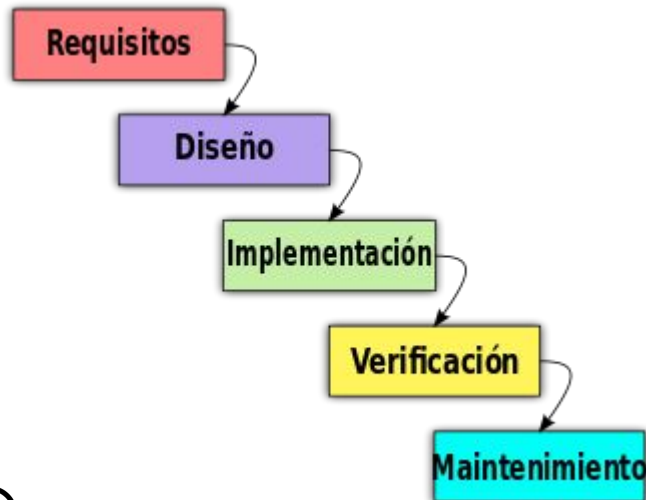 Requisitos
Diseño
Implementación
Verificación
Maintenimiento